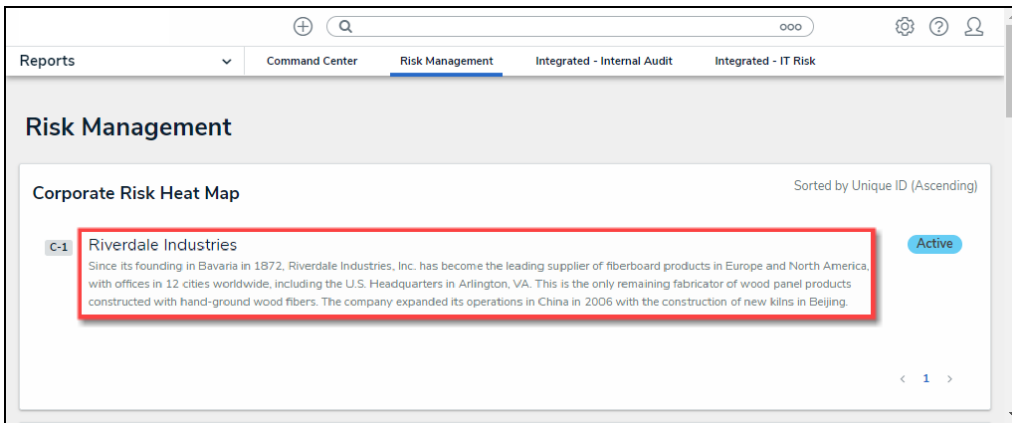 Reports
Command Center Risk Management Integrated - Internal Audit Integrated - IT Risk
Risk Management
Corporate Risk Heat Map
Sorted by Unique ID (Ascending)
C-1 Riverdale Industries
Active
Since its founding in Bavaria in 1872, Riverdale Industries, Inc. has become the leading supplier of fiberboard products in Europe and North America,
with offices in 12 cities worldwide, including the U.S. Headquarters in Arlington, VA. This is the only remaining fabricator of wood panel products
constructed with hand-ground wood fibers. The company expanded its operations in China in 2006 with the construction of new kilns in Beijing.
< 1 >